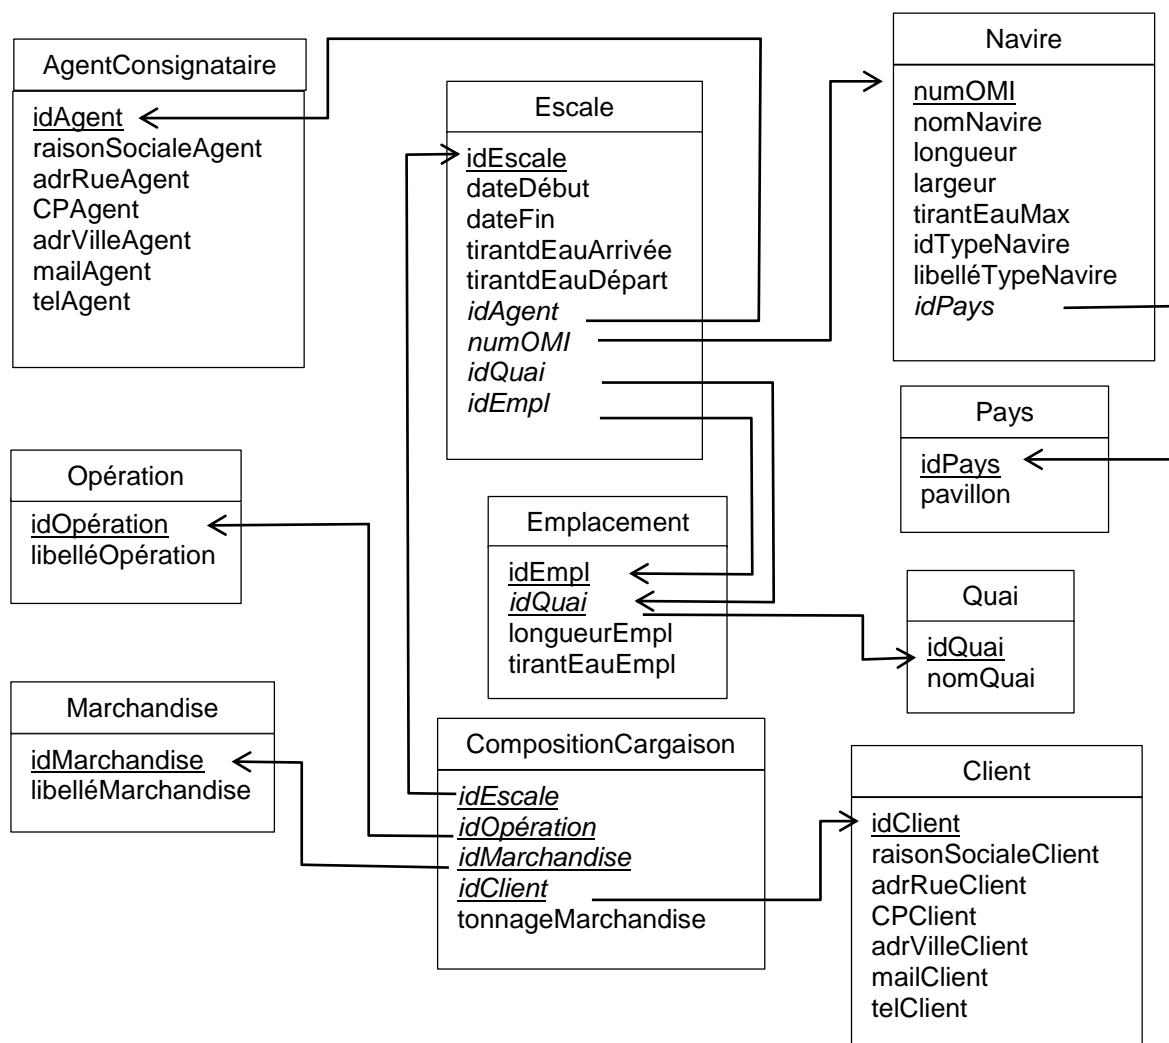 AgentConsignataire
idAgent
raisonSocialeAgent
adrRueAgent
CPAgent
adrVilleAgent
mailAgent
telAgent
Escale
idEscale
dateDébut
dateFin
tirantdEauArrivée
tirantdEauDépart
idAgent
numOMI
idQuai
idEmpl
Navire
numOMI
nomNavire
longueur
largeur
tirantEauMax
idTypeNavire
libelléTypeNavire
idPays
Pays
idPays
pavillon
Opération
idOpération
libelléOpération
Emplacement
idEmpl
idQuai
longueurEmpl
tirantEauEmpl
Quai
idQuai
nomQuai
Marchandise
idMarchandise
libelléMarchandise
CompositionCargaison
idEscale
idOpération
idMarchandise
idClient
tonnageMarchandise
Client
idClient
raisonSocialeClient
adrRueClient
CPClient
adrVilleClient
mailClient
telClient